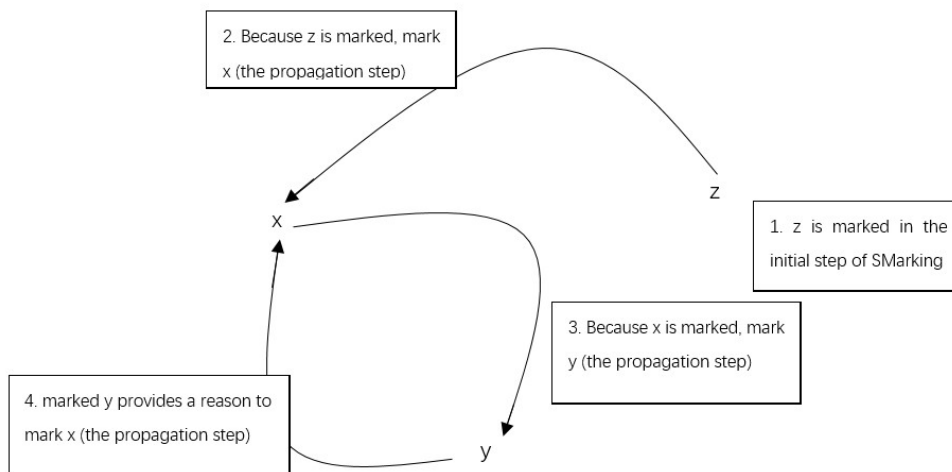 2. Because z is marked, mark
x (the propagation step)
z
x
1. z is marked in the
initial step of SMarking
3. Because x is marked, mark
y (the propagation step)
4. marked y provides a reason to
mark x (the propagation step)
y